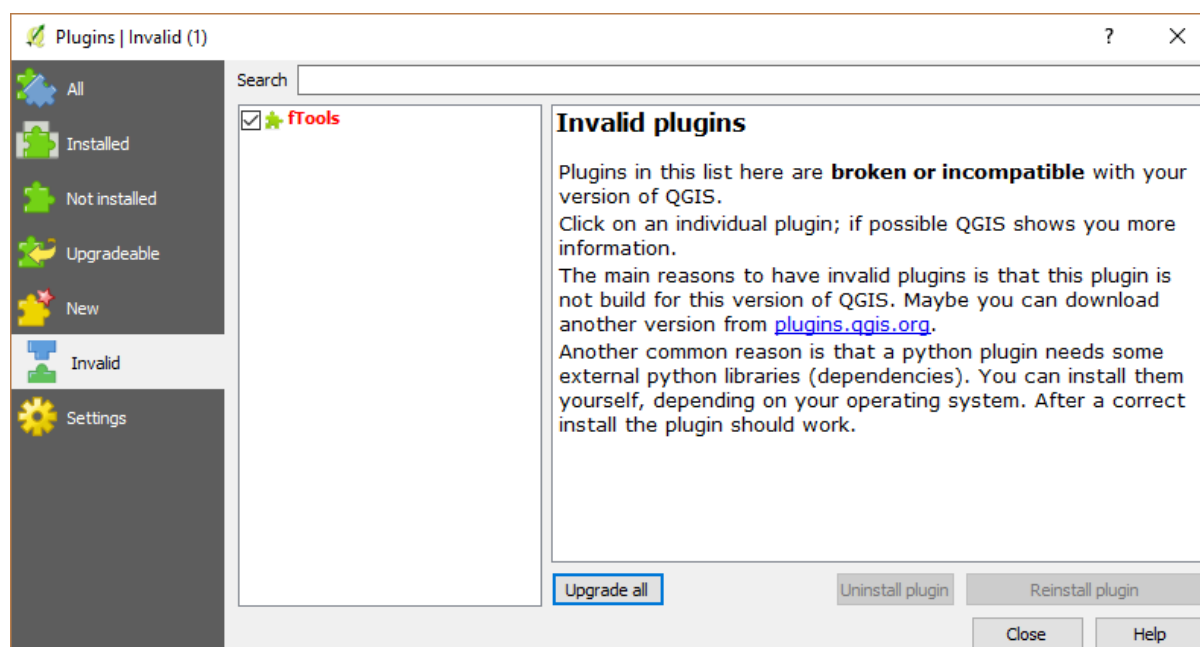 Plugins | Invalid (1)
?
All
Installed
Not installed
Upgradeable
New
Invalid
Settings
Search
fTools
Invalid plugins
Plugins in this list here are broken or incompatible with your
version of QGIS.
Click on an individual plugin; if possible QGIS shows you more
information.
The main reasons to have invalid plugins is that this plugin is
not build for this version of QGIS. Maybe you can download
another version from plugins.qgis.org.
Another common reason is that a python plugin needs some
external python libraries (dependencies). You can install them
yourself, depending on your operating system. After a correct
install the plugin should work.
Upgrade all
Uninstall plugin
Reinstall plugin
Close
Help